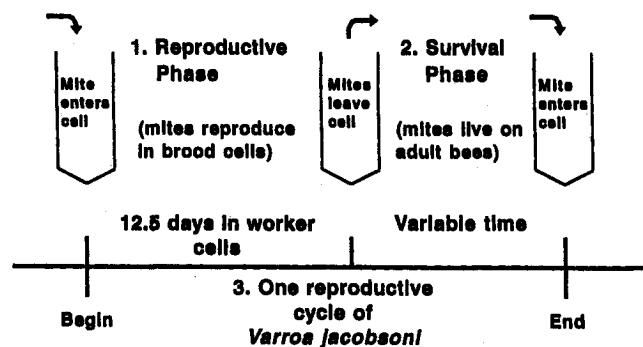 1. Reproductive
Phase
2. Survival
Phase
Mite
enters
cell
Mites
leave
cell
Mite
enters
cell
(mites reproduce
in brood cells)
(mites live on
adult bees)
12.5 days in worker
cells
Variable time
3. One reproductive
cycle of
Varroa jacobsoni
Begin
End